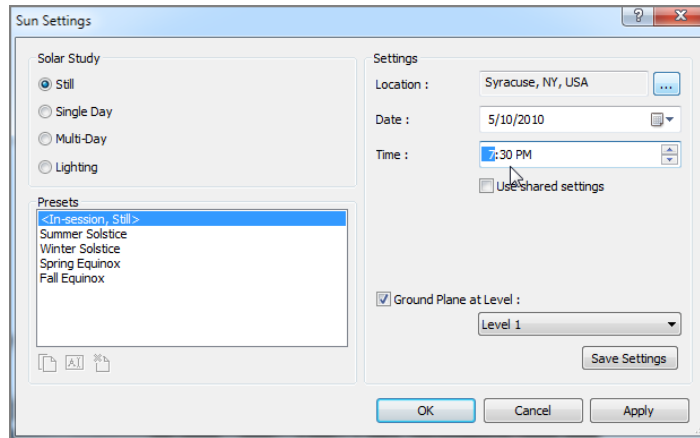 Sun Settings
Solar Study
Still
Single Day
Multi-Day
Lighting
Presets
<In-session, Still>
Summer Solstice
Winter Solstice
Spring Equinox
Fall Equinox
AI
Settings
Location : Syracuse, NY, USA ...
Date : 5/10/2010
Time : 7:30 PM
Use shared settings
Ground Plane at Level :
Level 1
Save Settings
OK Cancel Apply